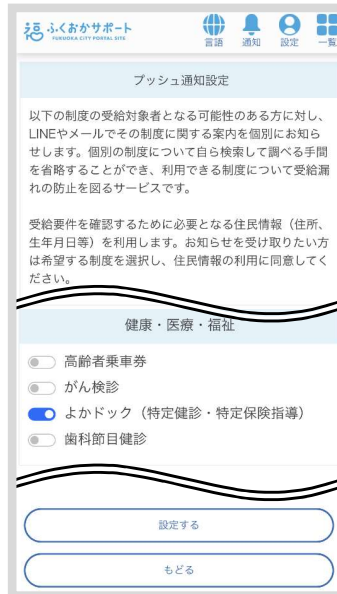 ふくおかサポート
FUKUOKA CITY PORTAL SITE
言語 通知 設定 一覧
プッシュ通知設定
以下の制度の受給対象者となる可能性のある方に対し、
LINEやメールでその制度に関する案内を個別にお知ら
せします。個別の制度について自ら検索して調べる手間
を省略することができ、利用できる制度について受給漏
れの防止を図るサービスです。
受給要件を確認するために必要となる住民情報（住所、
生年月日等）を利用します。お知らせを受け取りたい方
は希望する制度を選択し、住民情報の利用に同意してく
ださい。
健康・医療・福祉
高齢者乗車券
がん検診
よかドック（特定健診・特定保険指導）
歯科節目健診
設定する
もどる